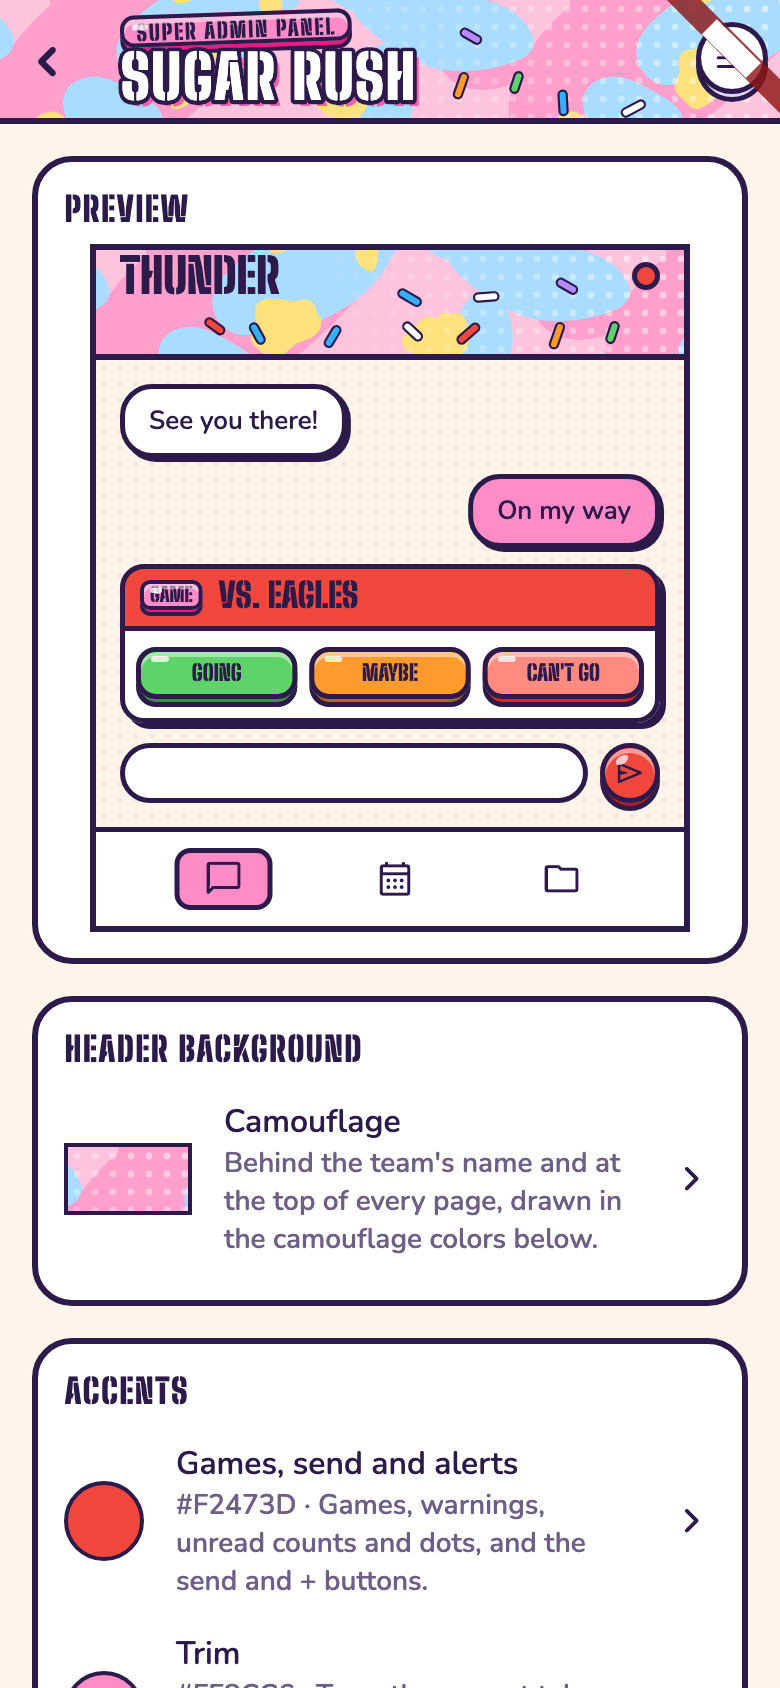 SUPER ADMIN PANEL
SUGAR RUSH
PREVIEW
THUNDER
See you there!
On my way
GAME
VS. EAGLES
GOING
MAYBE
CAN'T GO
HEADER BACKGROUND
Camouflage
Behind the team's name and at
the top of every page, drawn in
the camouflage colors below.
ACCENTS
Games, send and alerts
#F2473D · Games, warnings,
unread counts and dots, and the
send and + buttons.
Trim